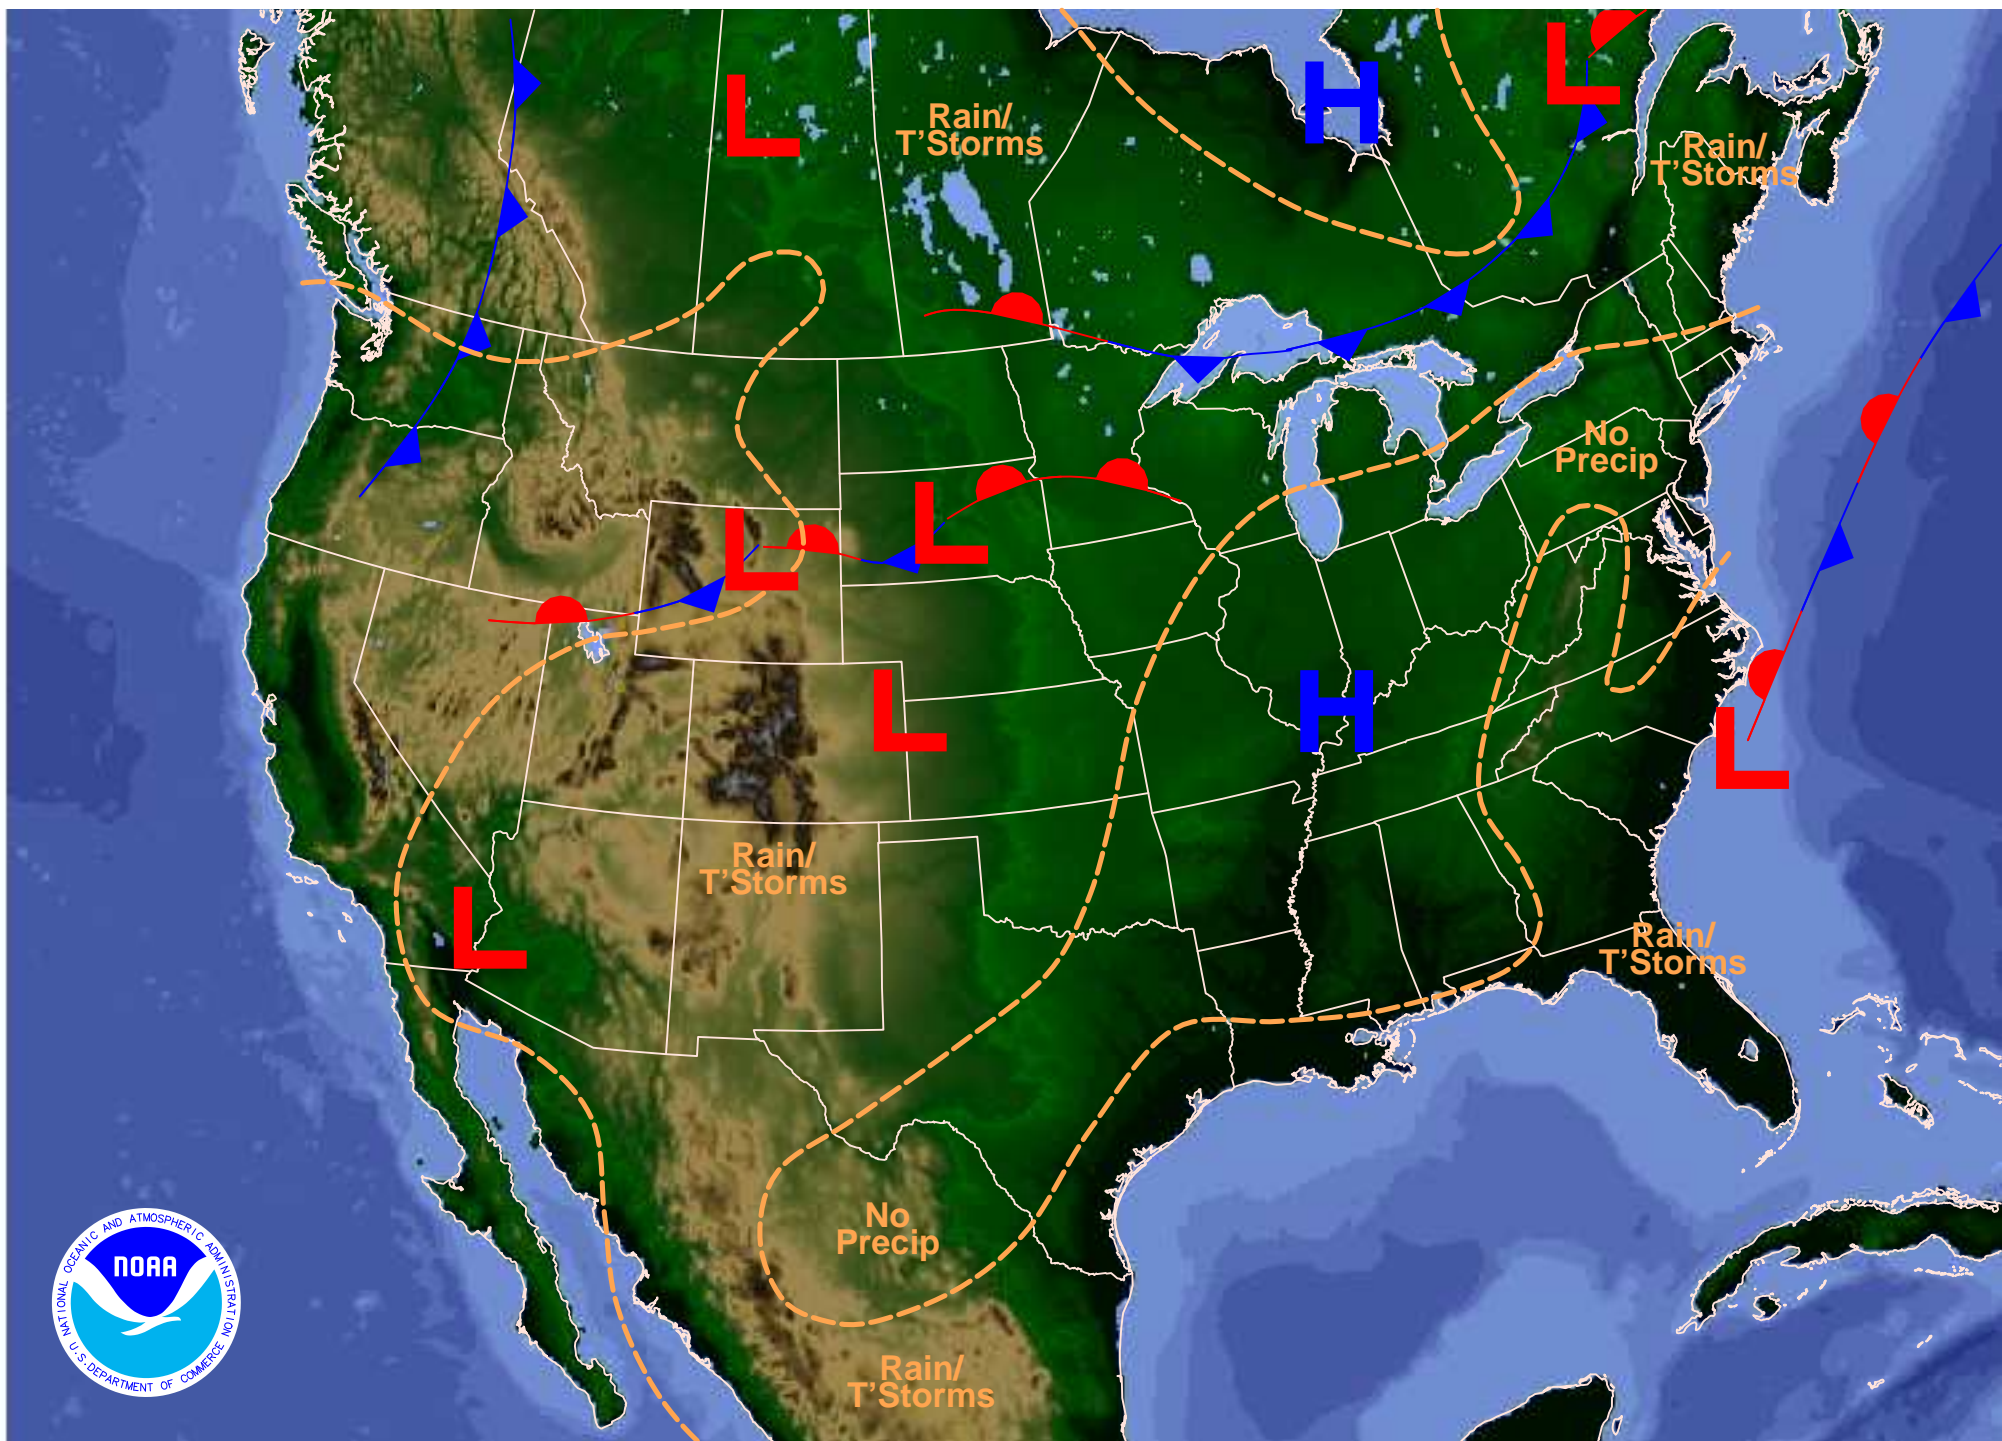 L
H
L
Rain/
T'Storms
Rain/
T'Storms
No
Precip
L
L
L
H
L
Rain/
T'Storms
L
Rain/
T'Storms
No
Precip
Rain/
T'Storms
NATIONAL OCEANIC AND ATMOSPHERIC ADMINISTRATION
NOAA
U.S. DEPARTMENT OF COMMERCE